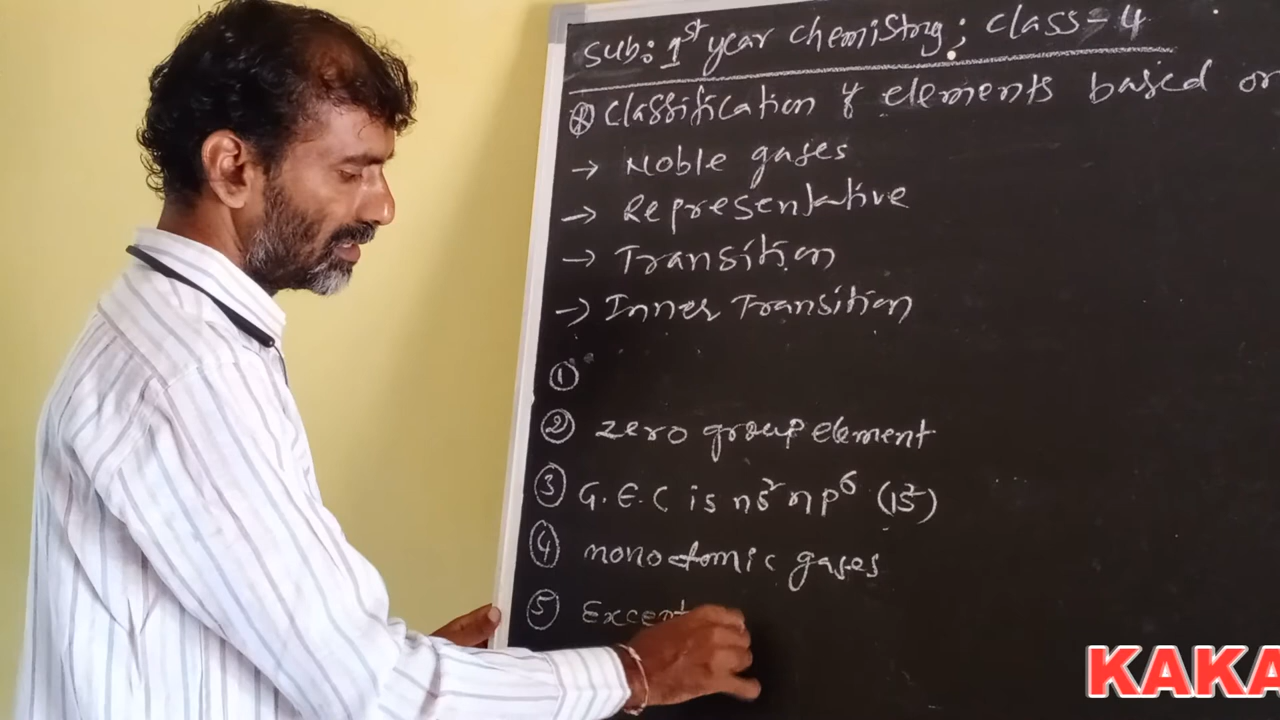 Sub: 1st year chemistry; class-4
Classification of elements based on
→ Noble gases
→ Representative
→ Transition
→ Inner Transition
①
② zero group element
③ G.E.C is ns² np⁶ (1s²)
④ monoatomic gases
⑤ Except
KAKA